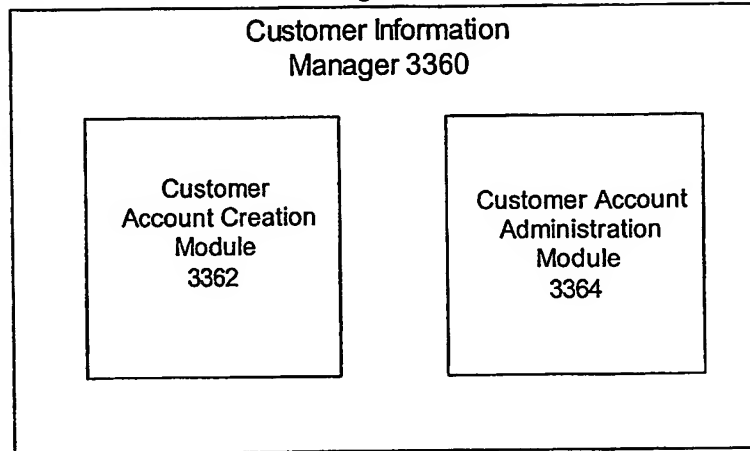 Customer Information
Manager 3360
Customer
Account Creation
Module
3362
Customer Account
Administration
Module
3364